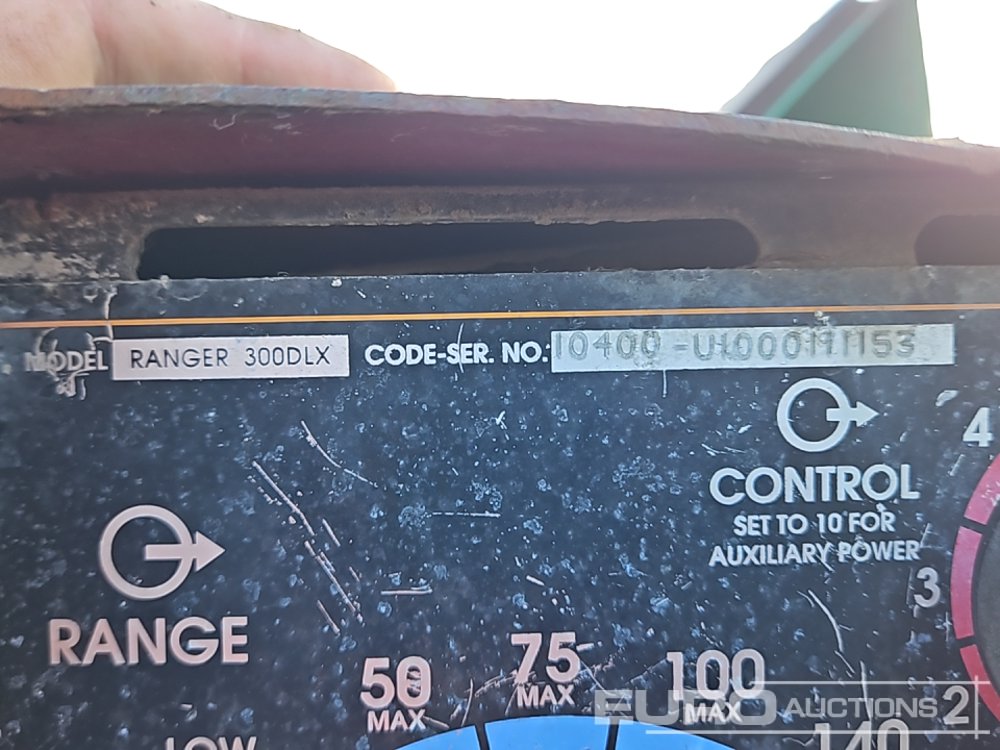 MODEL RANGER 300DLX CODE-SER. NO.: 10400
4
CONTROL
SET TO 10 FOR
AUXILIARY POWER
3
RANGE
50
MAX
75
MAX
100
MAX
2
LOW
140
EURO AUCTIONS